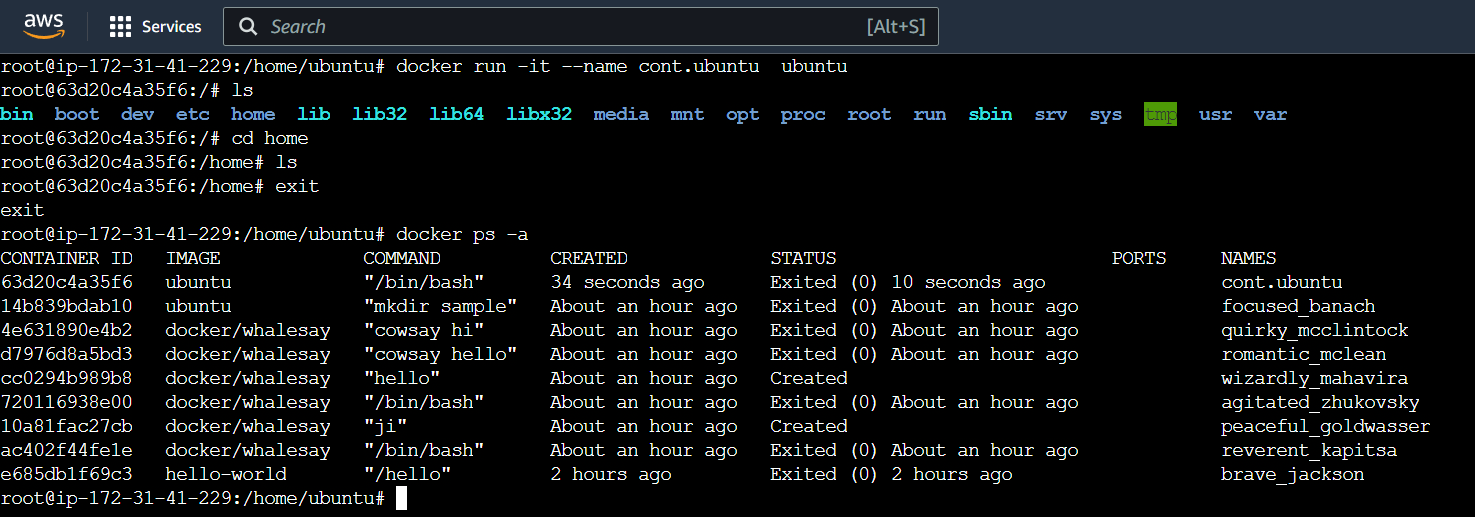 aws Services Search [Alt+S]
root@ip-172-31-41-229:/home/ubuntu# docker run -it --name cont.ubuntu  ubuntu
root@63d20c4a35f6:/# ls
bin  boot  dev  etc  home  lib  lib32  lib64  libx32  media  mnt  opt  proc  root  run  sbin  srv  sys  tmp  usr  var
root@63d20c4a35f6:/# cd home
root@63d20c4a35f6:/home# ls
root@63d20c4a35f6:/home# exit
exit
root@ip-172-31-41-229:/home/ubuntu# docker ps -a
CONTAINER ID   IMAGE             COMMAND          CREATED             STATUS                         PORTS     NAMES
63d20c4a35f6   ubuntu            "/bin/bash"      34 seconds ago      Exited (0) 10 seconds ago                cont.ubuntu
14b839bdab10   ubuntu            "mkdir sample"   About an hour ago   Exited (0) About an hour ago             focused_banach
4e631890e4b2   docker/whalesay   "cowsay hi"      About an hour ago   Exited (0) About an hour ago             quirky_mcclintock
d7976d8a5bd3   docker/whalesay   "cowsay hello"   About an hour ago   Exited (0) About an hour ago             romantic_mclean
cc0294b989b8   docker/whalesay   "hello"          About an hour ago   Created                                  wizardly_mahavira
720116938e00   docker/whalesay   "/bin/bash"      About an hour ago   Exited (0) About an hour ago             agitated_zhukovsky
10a81fac27cb   docker/whalesay   "ji"             About an hour ago   Created                                  peaceful_goldwasser
ac402f44fe1e   docker/whalesay   "/bin/bash"      About an hour ago   Exited (0) About an hour ago             reverent_kapitsa
e685db1f69c3   hello-world       "/hello"         2 hours ago         Exited (0) 2 hours ago                   brave_jackson
root@ip-172-31-41-229:/home/ubuntu#